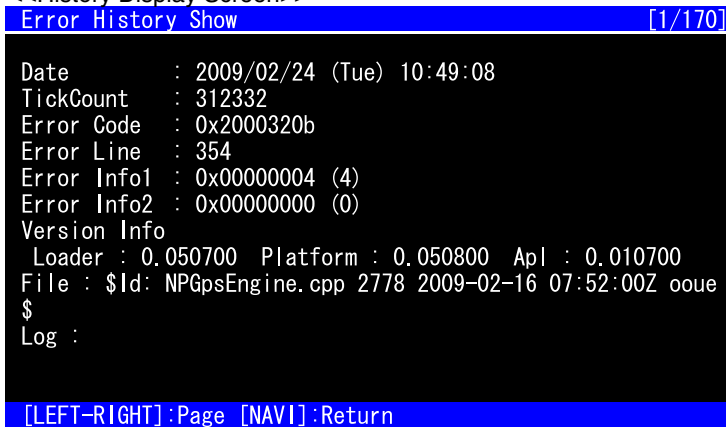 <<History Display Screen>>
Error History Show [1/170]
Date : 2009/02/24 (Tue) 10:49:08
TickCount : 312332
Error Code : 0x2000320b
Error Line : 354
Error Info1 : 0x00000004 (4)
Error Info2 : 0x00000000 (0)
Version Info
Loader : 0.050700 Platform : 0.050800 Apl : 0.010700
File : $Id: NPGpsEngine.cpp 2778 2009-02-16 07:52:00Z ooue
$
Log :
[LEFT-RIGHT]:Page [NAVI]:Return